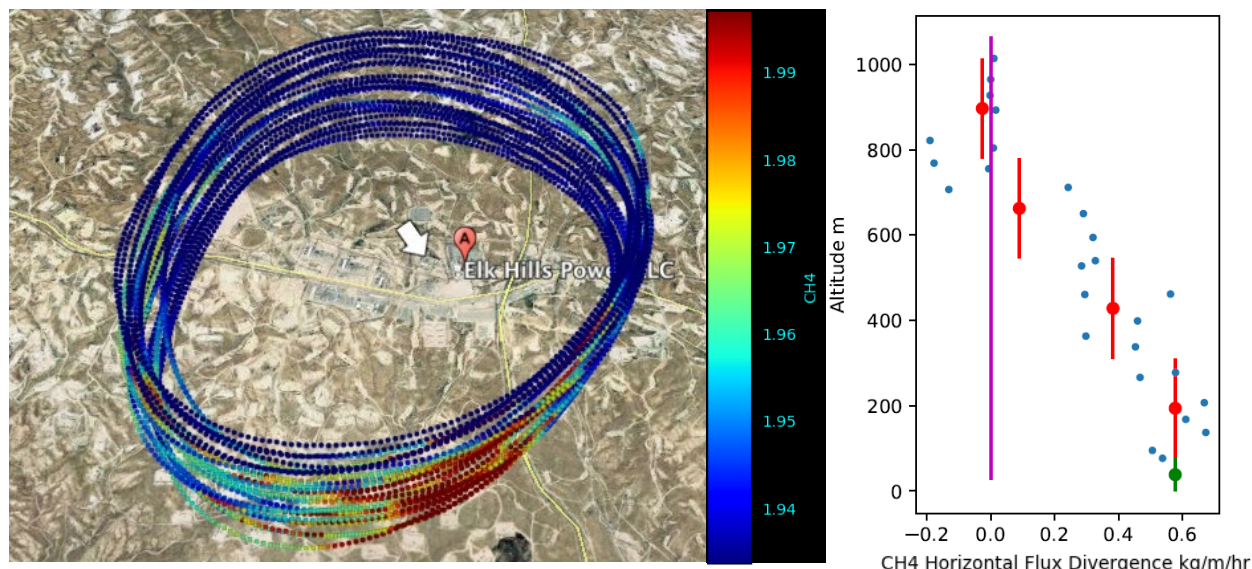 A
Elk Hills Powe LLC
1.99
1.98
1.97
1.96
1.95
1.94
CH4
1000
800
600
400
200
0
Altitude m
−0.2 0.0 0.2 0.4 0.6
CH4 Horizontal Flux Divergence kg/m/hr